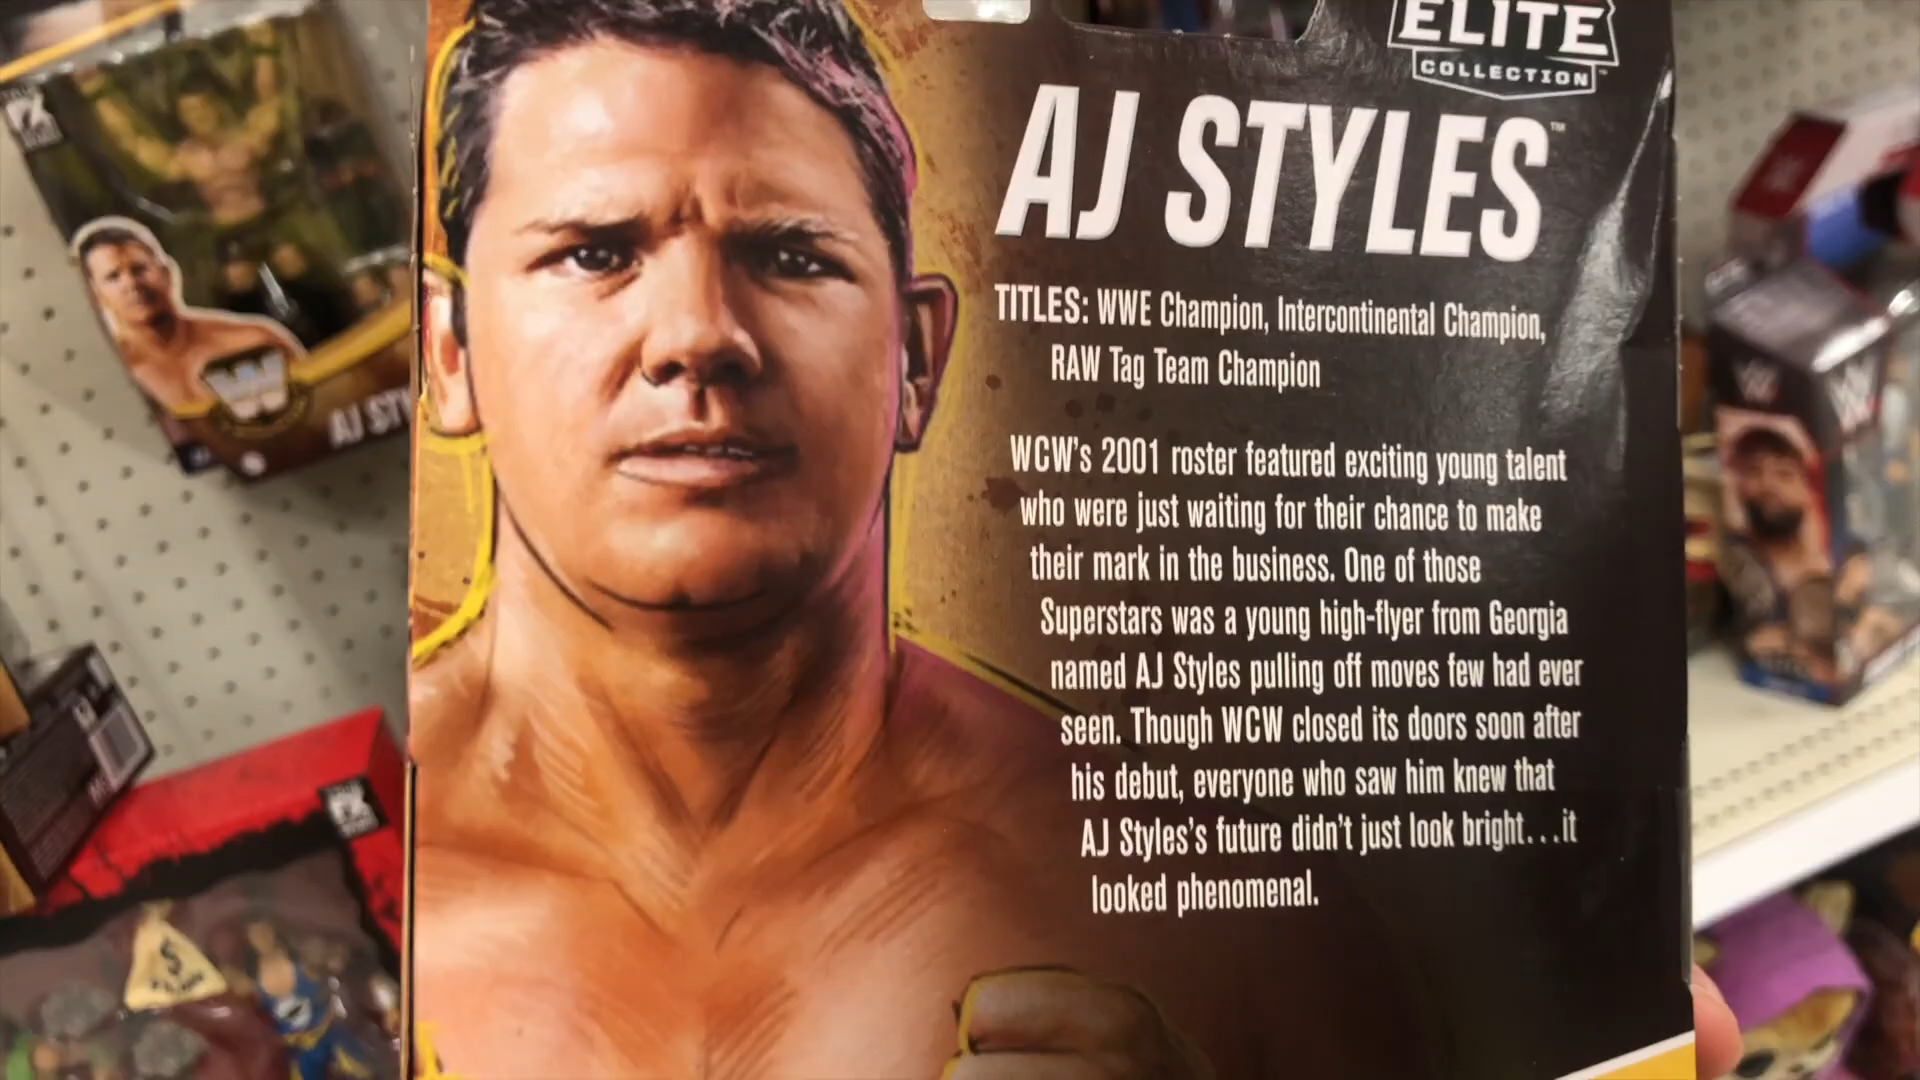 ELITE
COLLECTION™
AJ STYLES™
TITLES: WWE Champion, Intercontinental Champion,
RAW Tag Team Champion
WCW's 2001 roster featured exciting young talent
who were just waiting for their chance to make
their mark in the business. One of those
Superstars was a young high-flyer from Georgia
named AJ Styles pulling off moves few had ever
seen. Though WCW closed its doors soon after
his debut, everyone who saw him knew that
AJ Styles's future didn't just look bright...it
looked phenomenal.
AJ STY
5